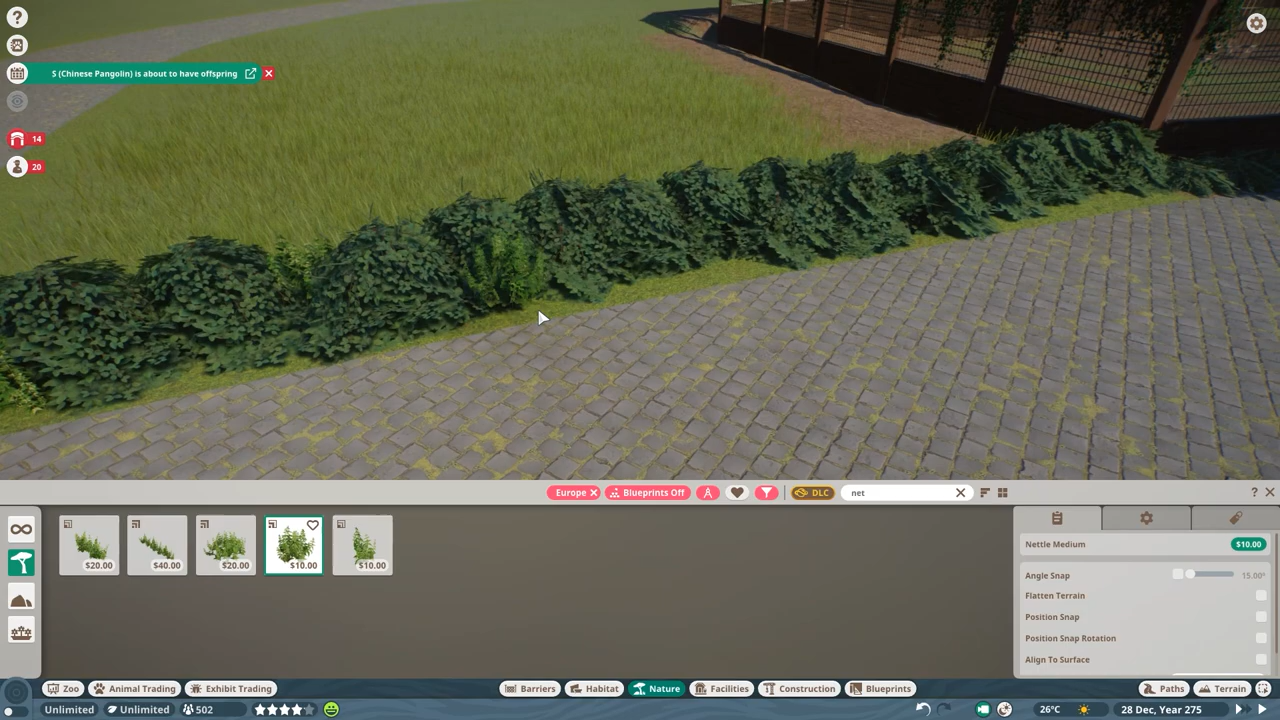 ?
S (Chinese Pangolin) is about to have offspring
14
20
Europe ×
Blueprints Off
DLC
net
?
$20.00
$40.00
$20.00
$10.00
$10.00
Nettle Medium
$10.00
Angle Snap
15.00°
Flatten Terrain
Position Snap
Position Snap Rotation
Align To Surface
Zoo
Animal Trading
Exhibit Trading
Barriers
Habitat
Nature
Facilities
Construction
Blueprints
Paths
Terrain
Unlimited
Unlimited
502
26°C
28 Dec, Year 275